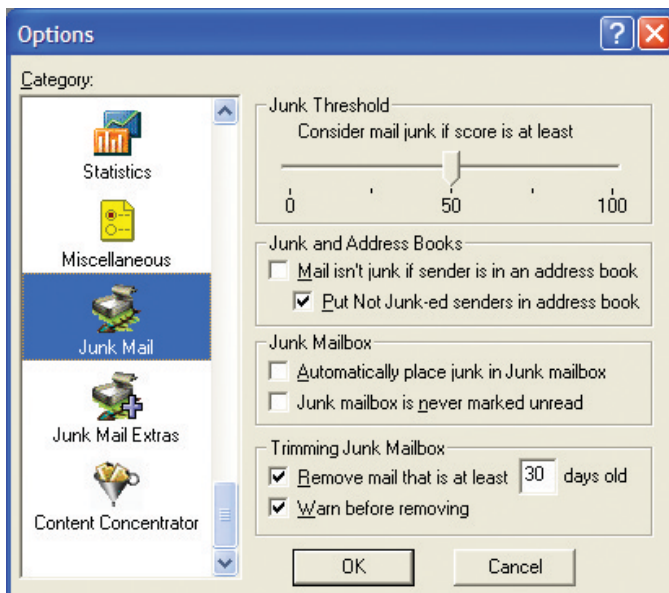 Options
Category:
Statistics
Miscellaneous
Junk Mail
Junk Mail Extras
Content Concentrator
Junk Threshold
Consider mail junk if score is at least
0 50 100
Junk and Address Books
Mail isn't junk if sender is in an address book
Put Not Junk-ed senders in address book
Junk Mailbox
Automatically place junk in Junk mailbox
Junk mailbox is never marked unread
Trimming Junk Mailbox
Remove mail that is at least 30 days old
Warn before removing
OK Cancel